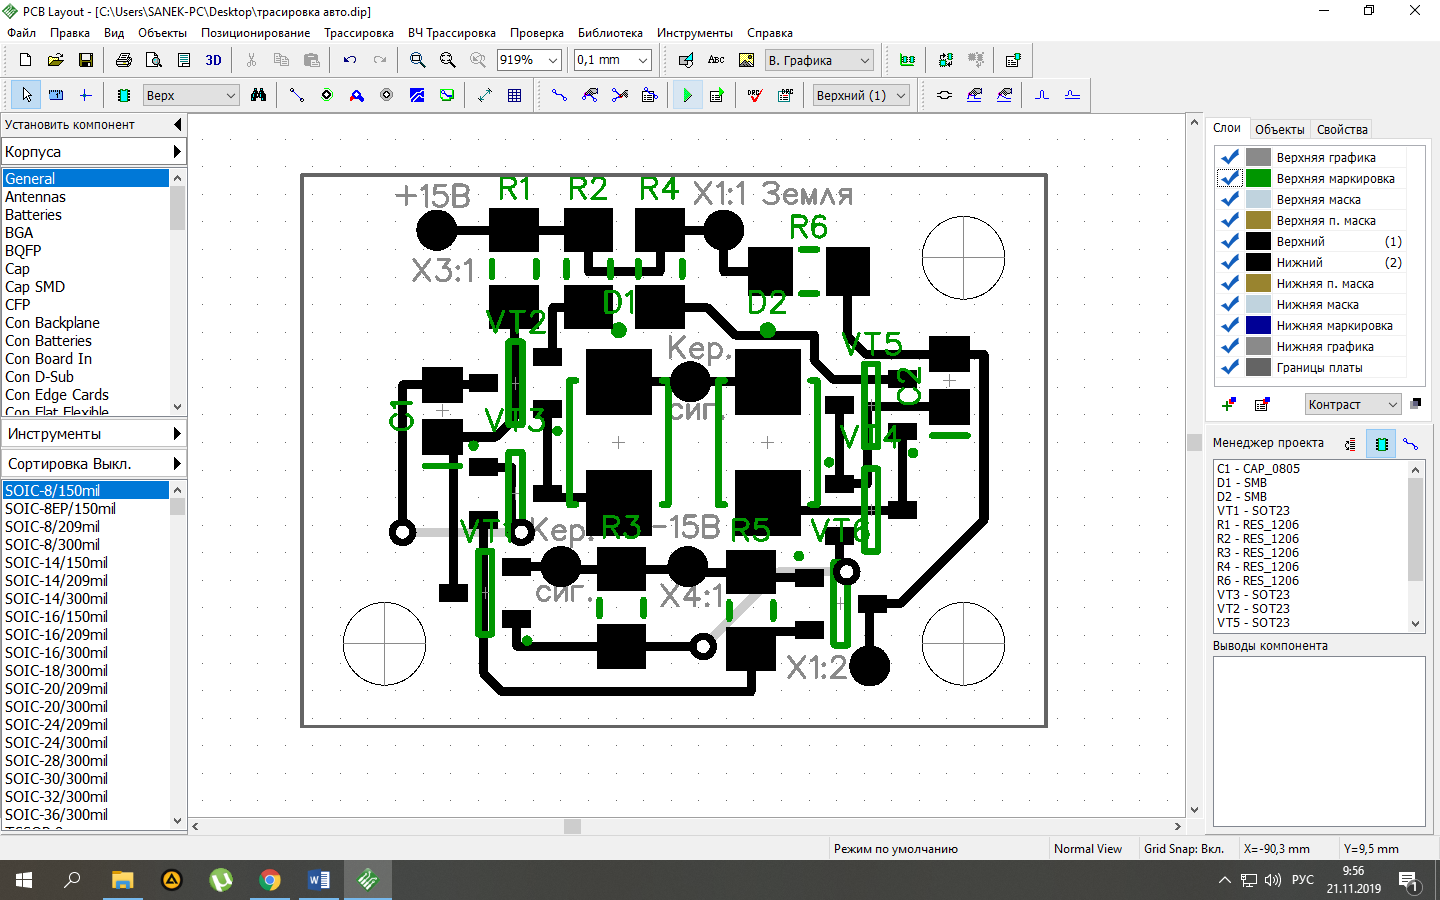 PCB Layout - [C:\Users\SANEK-PC\Desktop\трасировка авто.dip]
Файл Правка Вид Объекты Позиционирование Трассировка ВЧ Трассировка Проверка Библиотека Инструменты Справка
3D 919% 0,1 mm Abc В. Графика
Верх DRC DRC Верхний (1)
Установить компонент
Корпуса
General
Antennas
Batteries
BGA
BQFP
Cap
Cap SMD
CFP
Con Backplane
Con Batteries
Con Board In
Con D-Sub
Con Edge Cards
Con Flat Flexible
Инструменты
Сортировка Выкл.
SOIC-8/150mil
SOIC-8EP/150mil
SOIC-8/209mil
SOIC-8/300mil
SOIC-14/150mil
SOIC-14/209mil
SOIC-14/300mil
SOIC-16/150mil
SOIC-16/209mil
SOIC-16/300mil
SOIC-18/300mil
SOIC-20/209mil
SOIC-20/300mil
SOIC-24/209mil
SOIC-24/300mil
SOIC-28/300mil
SOIC-30/300mil
SOIC-32/300mil
SOIC-36/300mil
+15В R1 R2 R4 X1:1 Земля
R6
X3:1
D1 D2
VT2 VT5
Кер.
C1 VT3 сиг. C2
VT4
VT1 Кер. R3 -15В R5 VT6
сиг. X4:1
X1:2
Слои Объекты Свойства
Верхняя графика
Верхняя маркировка
Верхняя маска
Верхняя п. маска
Верхний (1)
Нижний (2)
Нижняя п. маска
Нижняя маска
Нижняя маркировка
Нижняя графика
Границы платы
Контраст
Менеджер проекта
C1 - CAP_0805
D1 - SMB
D2 - SMB
VT1 - SOT23
R1 - RES_1206
R2 - RES_1206
R3 - RES_1206
R4 - RES_1206
R6 - RES_1206
VT3 - SOT23
VT2 - SOT23
VT5 - SOT23
Выводы компонента
Режим по умолчанию Normal View Grid Snap: Вкл. X=-90,3 mm Y=9,5 mm
РУС 9:56
21.11.2019
1